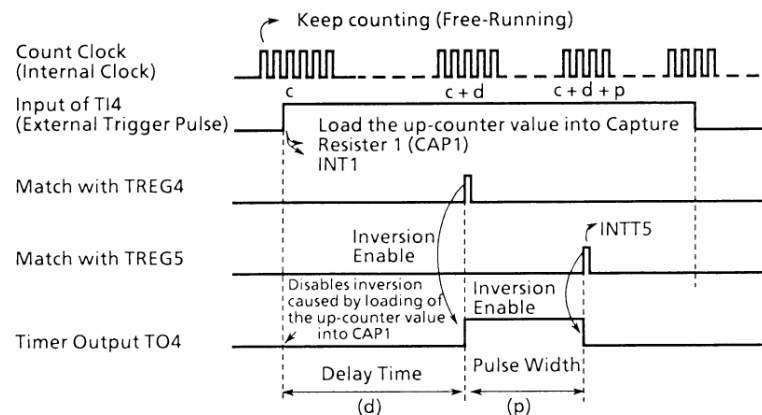 Keep counting (Free-Running)
Count Clock
(Internal Clock)
c
c + d
c + d + p
Input of TI4
(External Trigger Pulse)
Load the up-counter value into Capture
Resister 1 (CAP1)
INT1
Match with TREG4
Inversion
Enable
INTT5
Match with TREG5
Disables inversion
caused by loading of
the up-counter value
into CAP1
Inversion
Enable
Timer Output TO4
Delay Time
(d)
Pulse Width
(p)